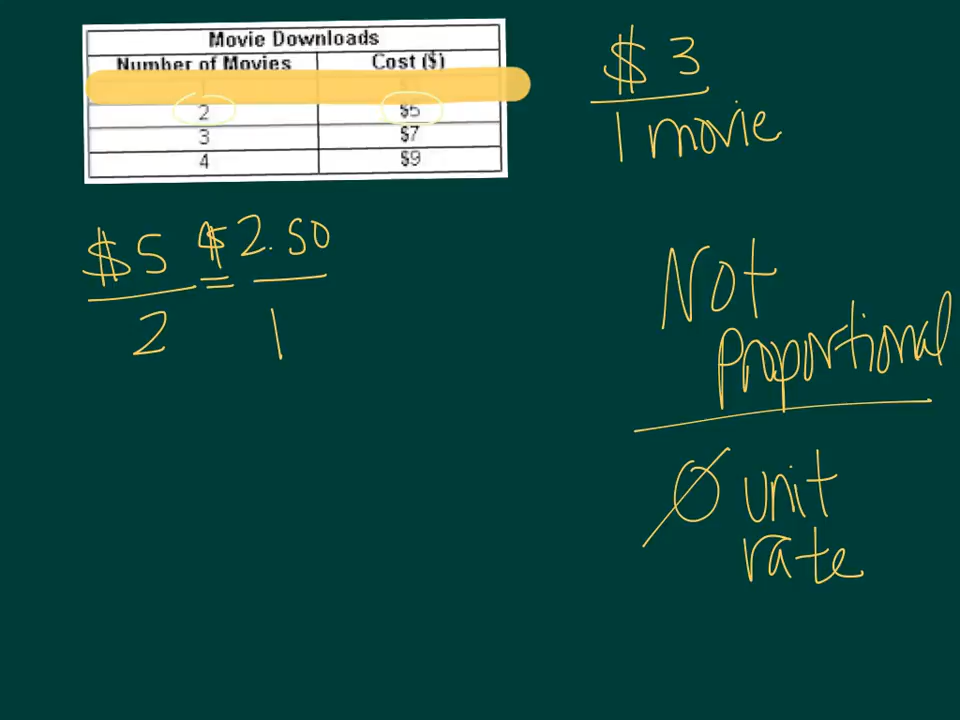 Movie Downloads
Number of Movies Cost ($)
2 $5
3 $7
4 $9
$3
1 movie
$5 = $2.50
2 1
Not
proportional
Ø unit
rate